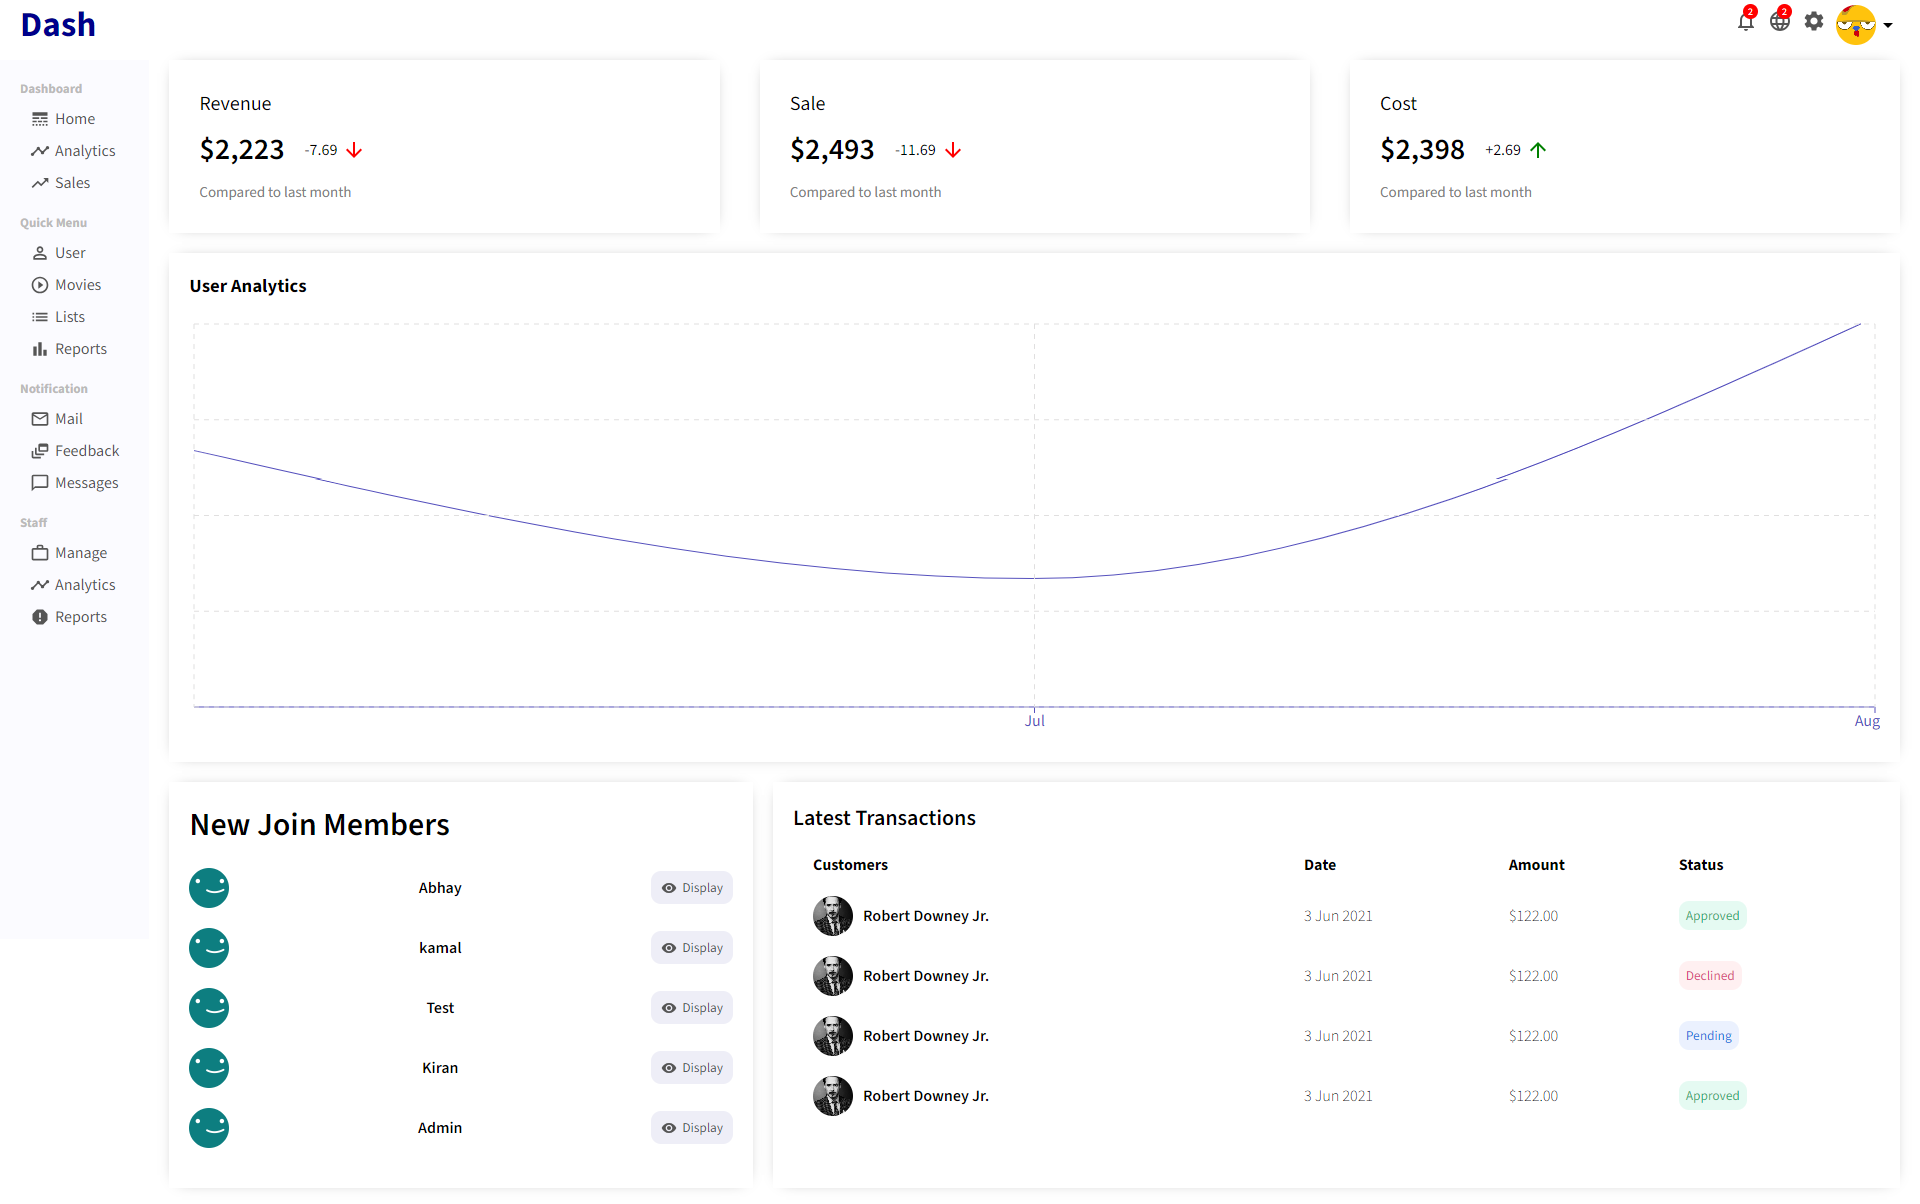 Dash
2
2
Dashboard
Home
Analytics
Sales
Quick Menu
User
Movies
Lists
Reports
Notification
Mail
Feedback
Messages
Staff
Manage
Analytics
Reports
Revenue
$2,223 -7.69
Compared to last month
Sale
$2,493 -11.69
Compared to last month
Cost
$2,398 +2.69
Compared to last month
User Analytics
Jul Aug
New Join Members
Abhay Display
kamal Display
Test Display
Kiran Display
Admin Display
Latest Transactions
Customers Date Amount Status
Robert Downey Jr. 3 Jun 2021 $122.00 Approved
Robert Downey Jr. 3 Jun 2021 $122.00 Declined
Robert Downey Jr. 3 Jun 2021 $122.00 Pending
Robert Downey Jr. 3 Jun 2021 $122.00 Approved